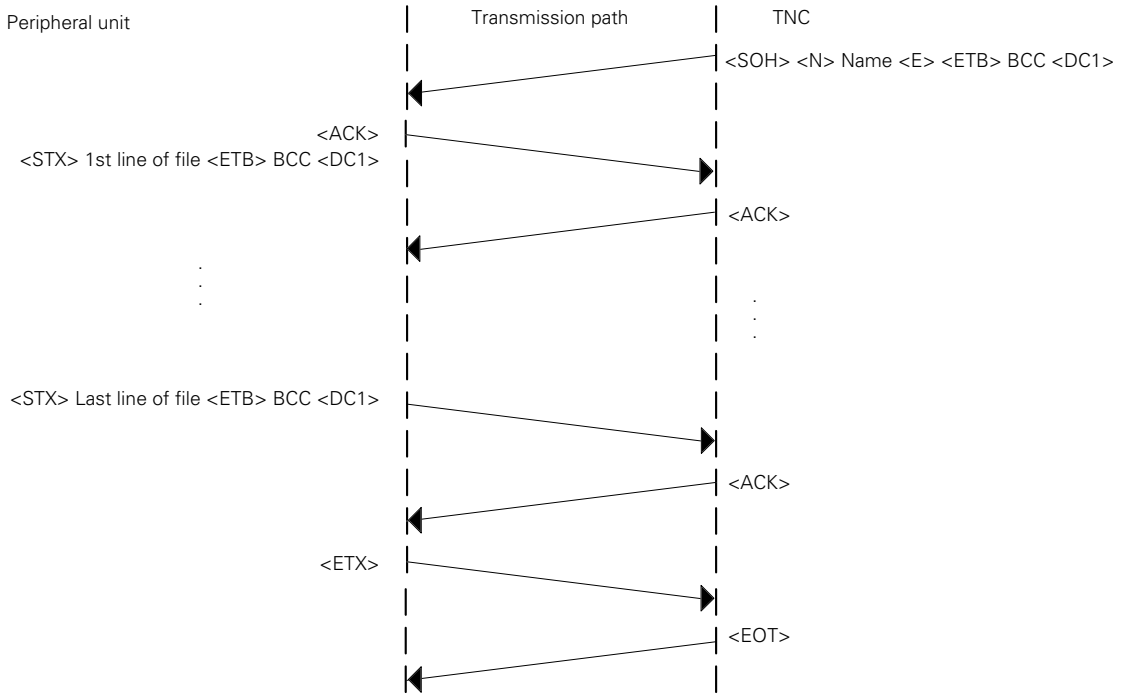 Peripheral unit
Transmission path
TNC
<SOH> <N> Name <E> <ETB> BCC <DC1>
<ACK>
<STX> 1st line of file <ETB> BCC <DC1>
<ACK>
.
.
.
.
.
.
<STX> Last line of file <ETB> BCC <DC1>
<ACK>
<ETX>
<EOT>